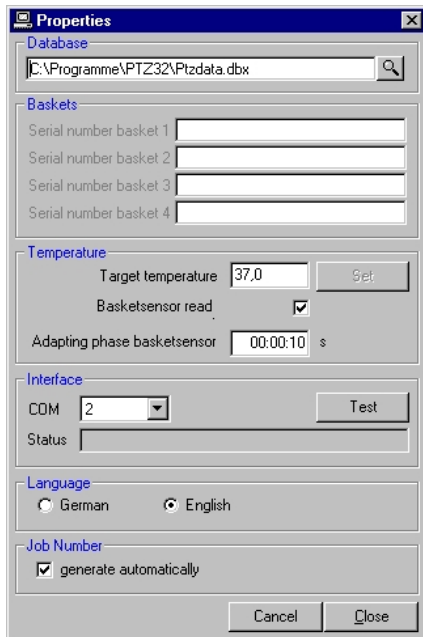 Properties
Database
C:\Programme\PTZ32\Ptzdata.dbx
Baskets
Serial number basket 1
Serial number basket 2
Serial number basket 3
Serial number basket 4
Temperature
Target temperature 37,0 Set
Basketsensor read
Adapting phase basketsensor 00:00:10 s
Interface
COM 2 Test
Status
Language
German English
Job Number
generate automatically
Cancel Close